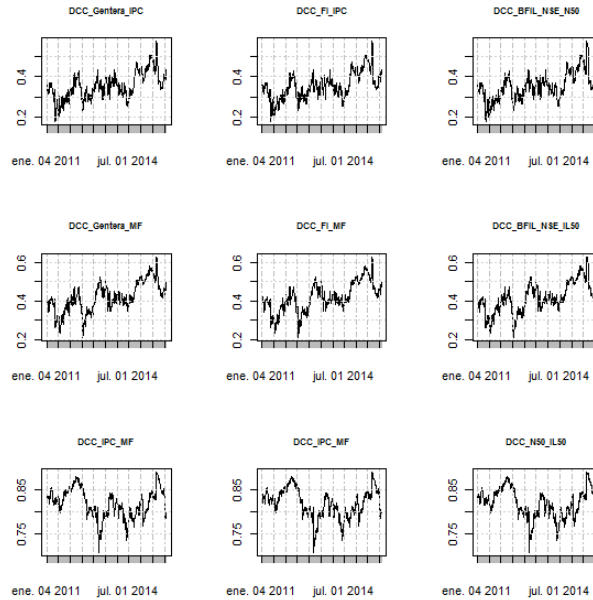 DCC_Gentera_IPC DCC_FI_IPC DCC_BFIL_NSE_N50
0.4 0.4 0.4
0.2 0.2 0.2
ene. 04 2011 jul. 01 2014 ene. 04 2011 jul. 01 2014 ene. 04 2011 jul. 01 2014
DCC_Gentera_MF DCC_FI_MF DCC_BFIL_NSE_IL50
0.6 0.6 0.6
0.4 0.4 0.4
0.2 0.2 0.2
ene. 04 2011 jul. 01 2014 ene. 04 2011 jul. 01 2014 ene. 04 2011 jul. 01 2014
DCC_IPC_MF DCC_IPC_MF DCC_N50_IL50
0.85 0.85 0.85
0.75 0.75 0.75
ene. 04 2011 jul. 01 2014 ene. 04 2011 jul. 01 2014 ene. 04 2011 jul. 01 2014